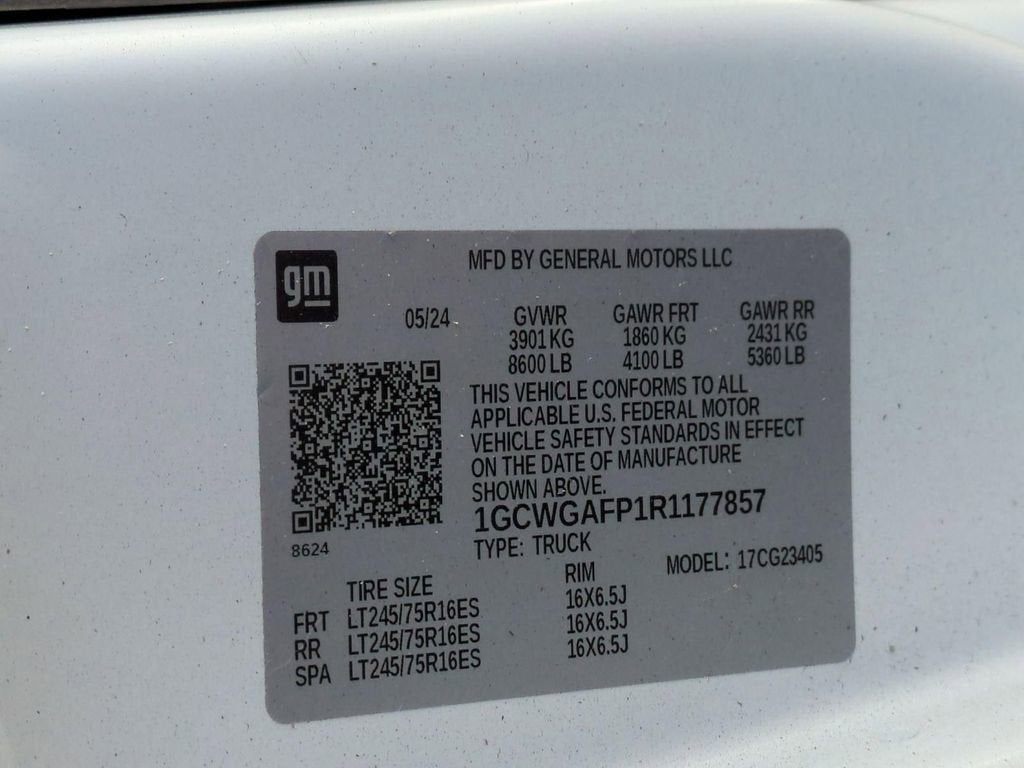 gm
MFD BY GENERAL MOTORS LLC
05/24 GVWR GAWR FRT GAWR RR
3901 KG 1860 KG 2431 KG
8600 LB 4100 LB 5360 LB
THIS VEHICLE CONFORMS TO ALL
APPLICABLE U.S. FEDERAL MOTOR
VEHICLE SAFETY STANDARDS IN EFFECT
ON THE DATE OF MANUFACTURE
SHOWN ABOVE.
1GCWGAFP1R1177857
8624
TYPE: TRUCK MODEL: 17CG23405
TIRE SIZE RIM
FRT LT245/75R16ES 16X6.5J
RR LT245/75R16ES 16X6.5J
SPA LT245/75R16ES 16X6.5J